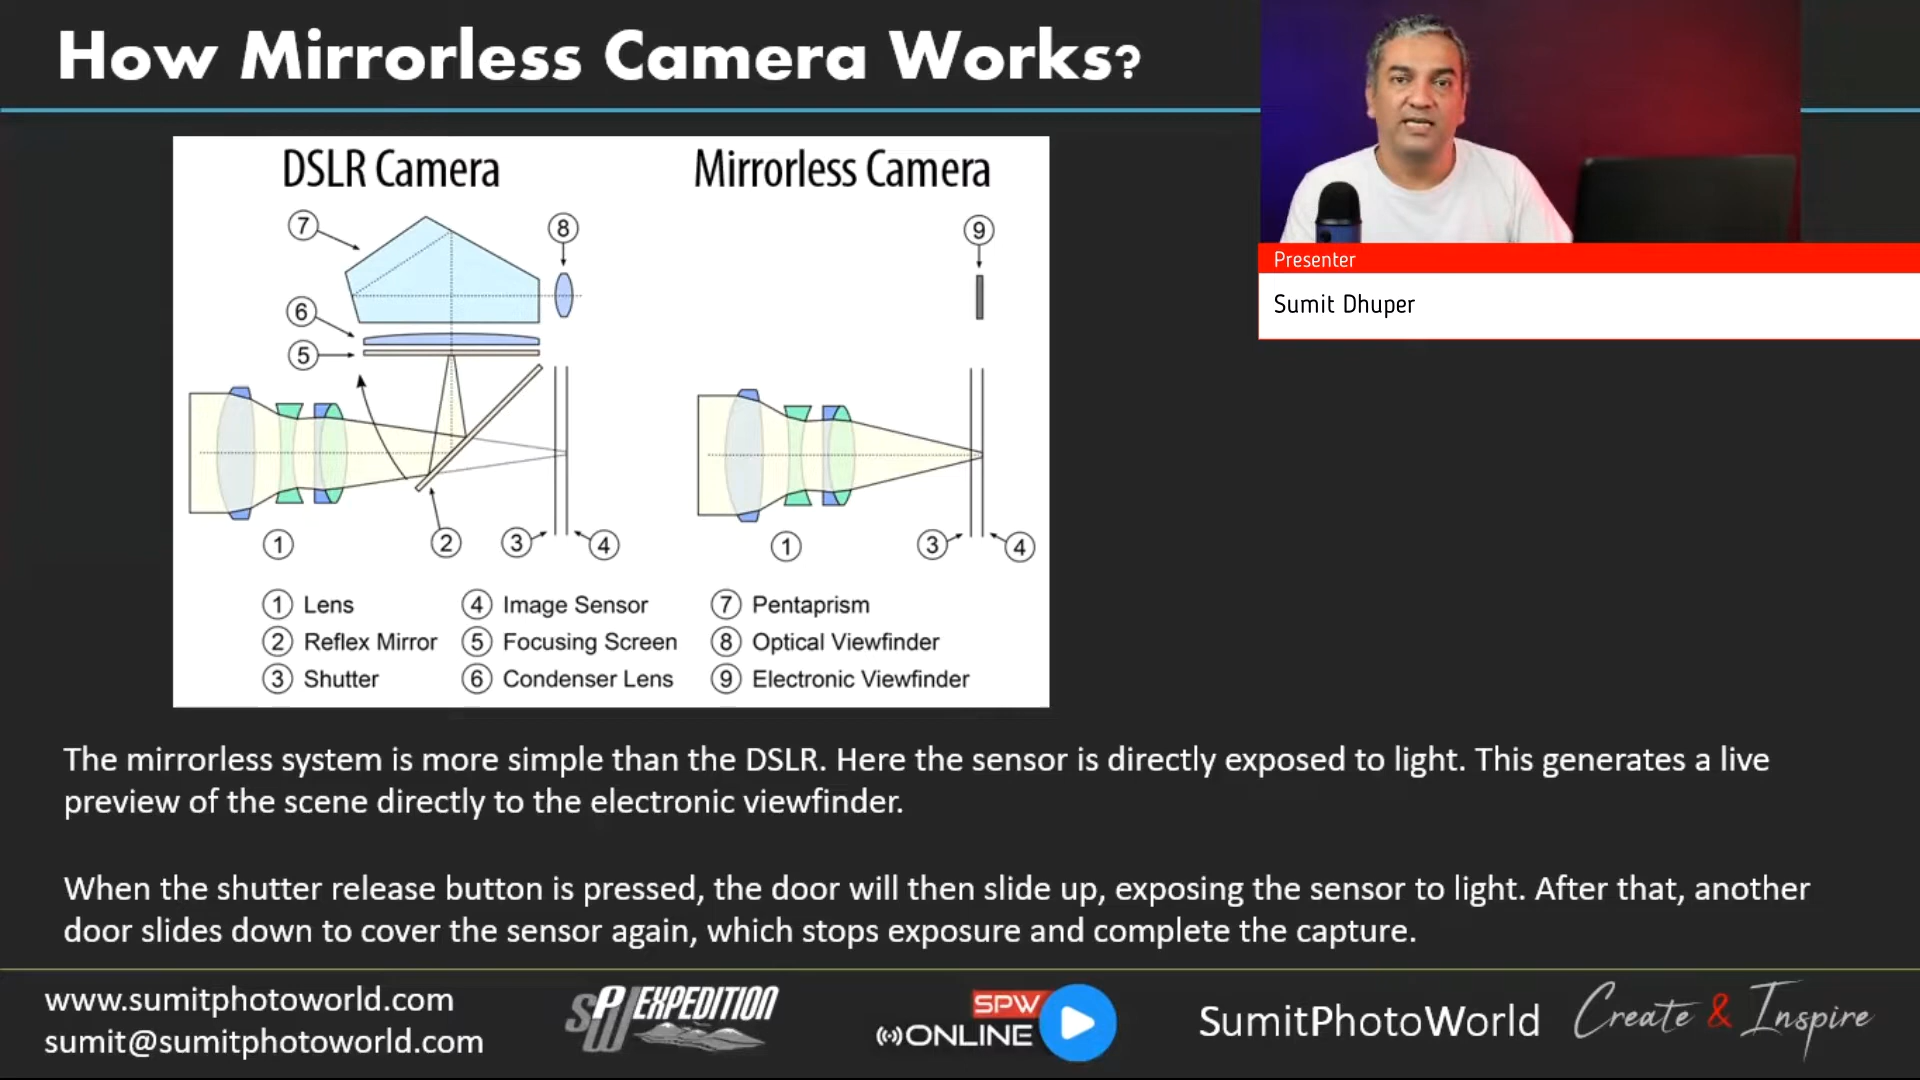 How Mirrorless Camera Works?
DSLR Camera
Mirrorless Camera
7
8
9
6
5
1
2
3
4
1
3
4
1 Lens
4 Image Sensor
7 Pentaprism
2 Reflex Mirror
5 Focusing Screen
8 Optical Viewfinder
3 Shutter
6 Condenser Lens
9 Electronic Viewfinder
Presenter
Sumit Dhuper
The mirrorless system is more simple than the DSLR. Here the sensor is directly exposed to light. This generates a live
preview of the scene directly to the electronic viewfinder.
When the shutter release button is pressed, the door will then slide up, exposing the sensor to light. After that, another
door slides down to cover the sensor again, which stops exposure and complete the capture.
www.sumitphotoworld.com
sumit@sumitphotoworld.com
SPW EXPEDITION
SPW
ONLINE
SumitPhotoWorld
Create & Inspire